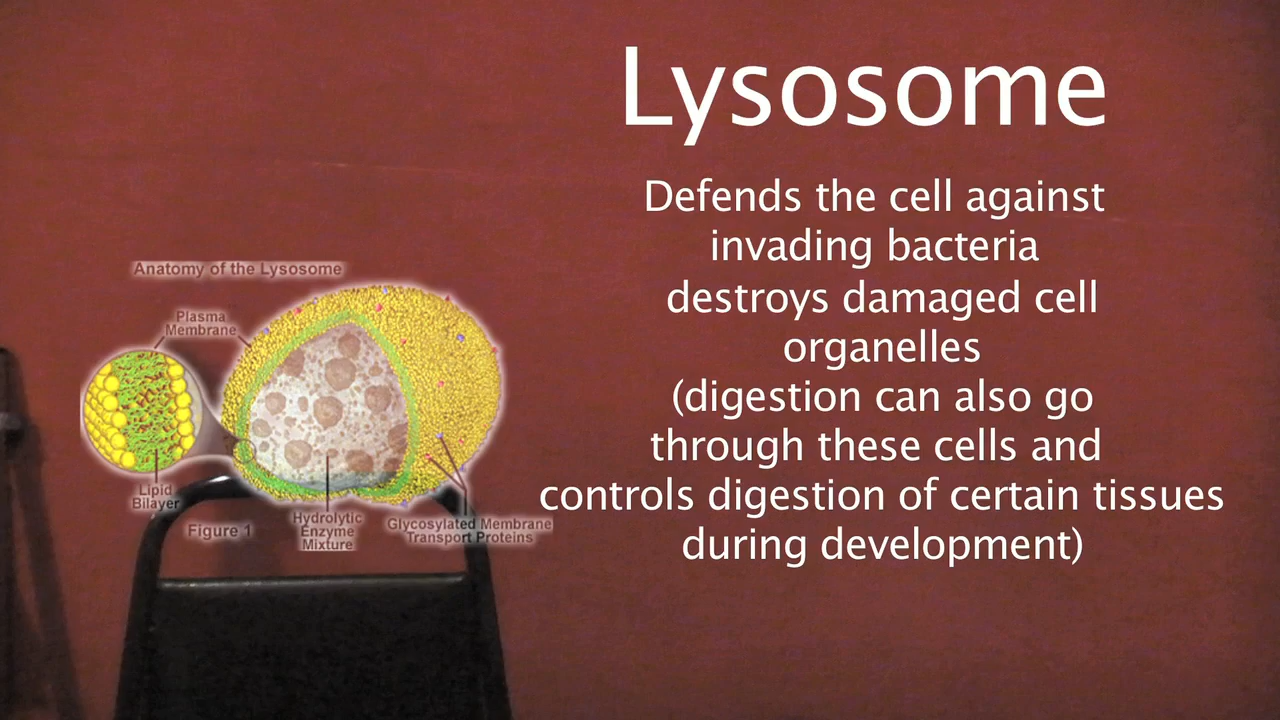 Lysosome
Defends the cell against
invading bacteria
destroys damaged cell
organelles
(digestion can also go
through these cells and
controls digestion of certain tissues
during development)
Anatomy of the Lysosome
Plasma
Membrane
Lipid
Bilayer
Figure 1
Hydrolytic
Enzyme
Mixture
Glycosylated Membrane
Transport Proteins